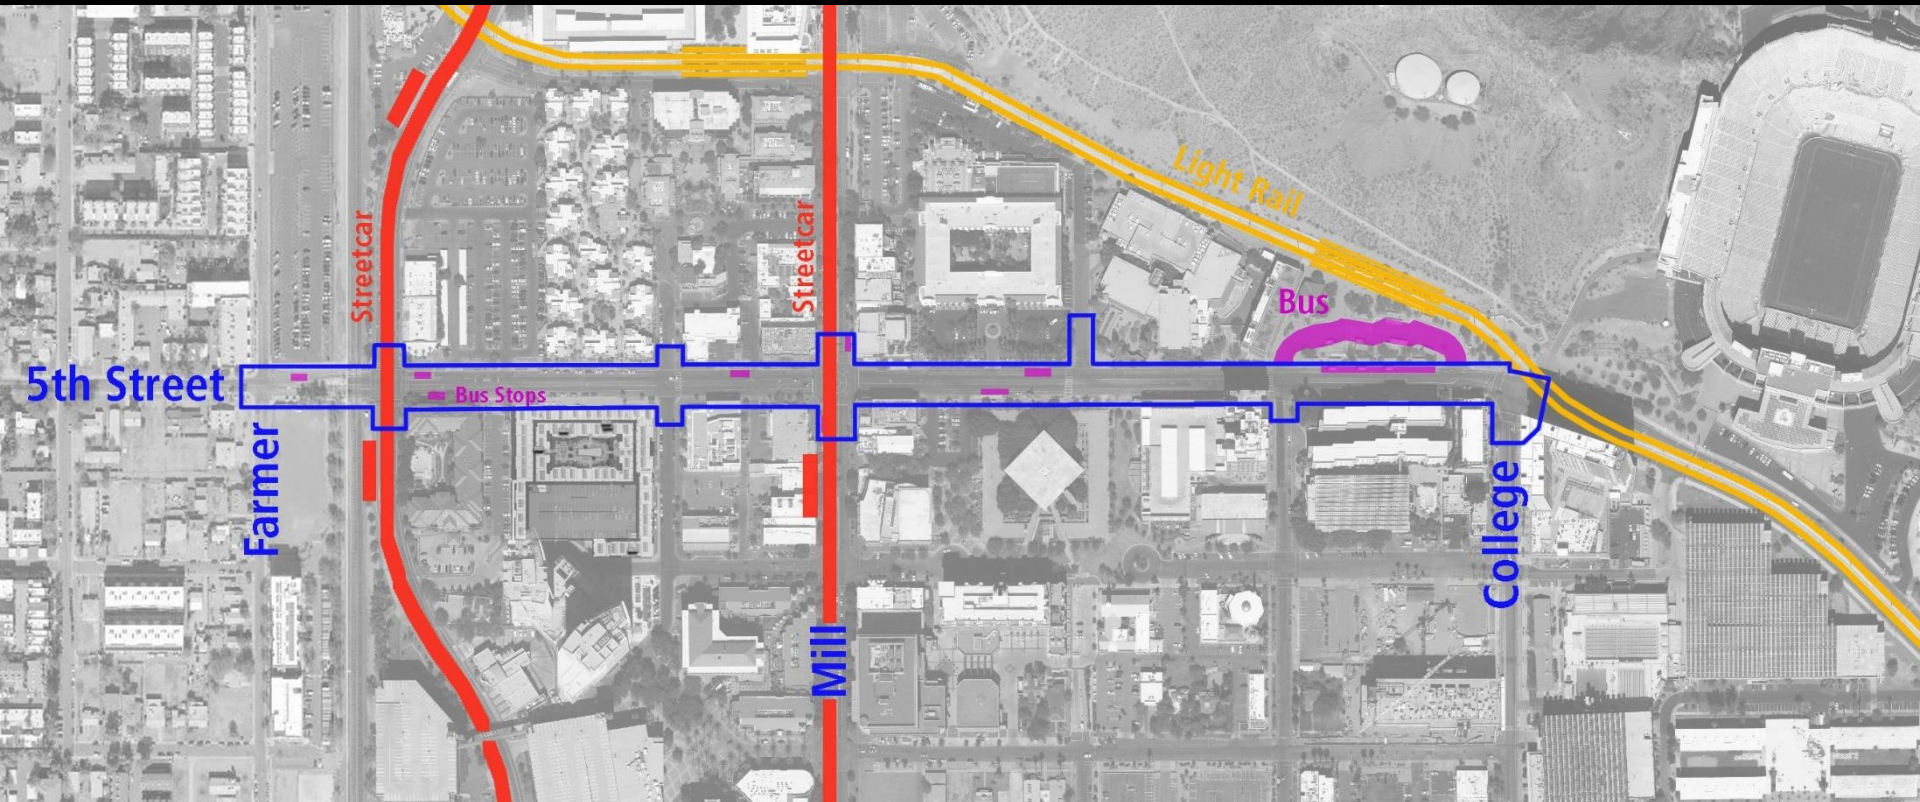 Light Rail
Streetcar
Streetcar
Bus
5th Street
Bus Stops
Farmer
College
Mill